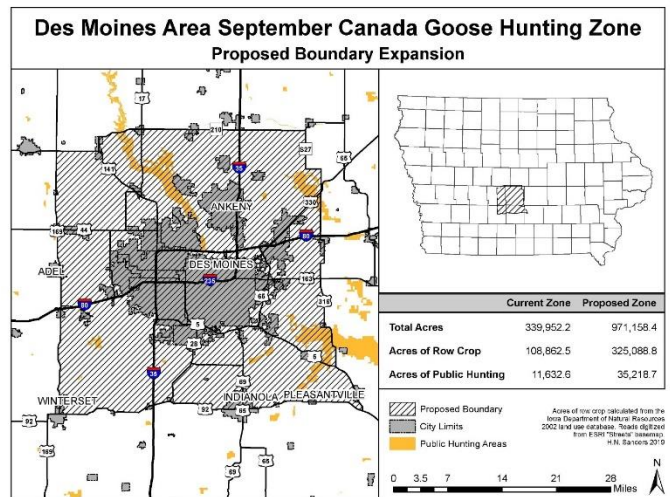 Des Moines Area September Canada Goose Hunting Zone
Proposed Boundary Expansion
17
210
65
141
35
S27
ANKENY
330
169
44
80
ADEL
DES MOINES
235
163
80
65
316
5
28
5
35
69
WINTERSET
INDIANOLA
PLEASANTVILLE
92
65
92
169
69
65
Current Zone Proposed Zone
Total Acres 339,952.2 971,158.4
Acres of Row Crop 108,862.5 325,088.8
Acres of Public Hunting 11,632.6 35,218.7
Proposed Boundary
City Limits
Public Hunting Areas
Acres of row crop calculated from the
Iowa Department of Natural Resources
2002 land use database. Roads digitized
from ESRI "Streets" basemap.
H.N. Sanders 2019
N
0 3.5 7 14 21 28
Miles